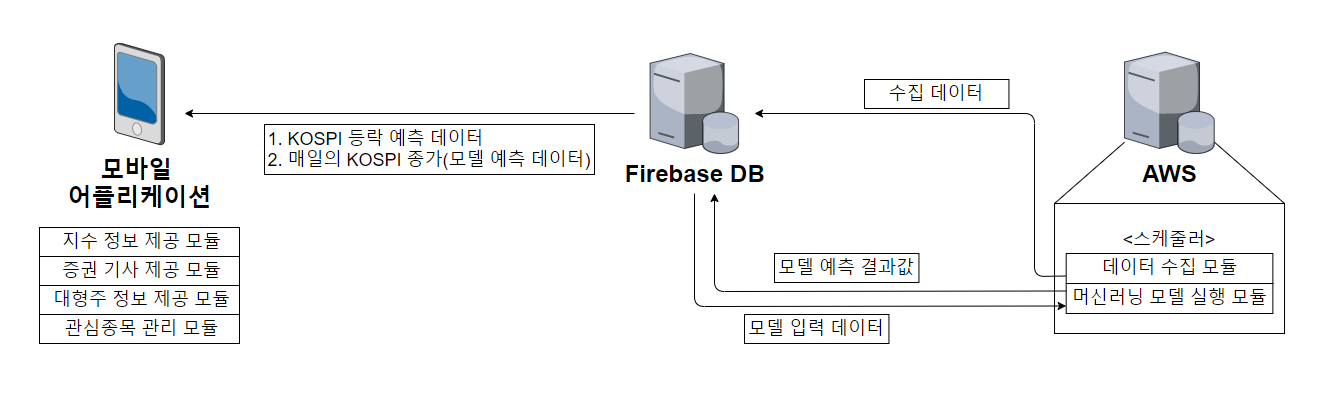 수집 데이터
1. KOSPI 등락 예측 데이터
2. 매일의 KOSPI 종가(모델 예측 데이터)
모바일
어플리케이션
Firebase DB
AWS
지수 정보 제공 모듈
증권 기사 제공 모듈
대형주 정보 제공 모듈
관심종목 관리 모듈
<스케줄러>
데이터 수집 모듈
머신러닝 모델 실행 모듈
모델 예측 결과값
모델 입력 데이터